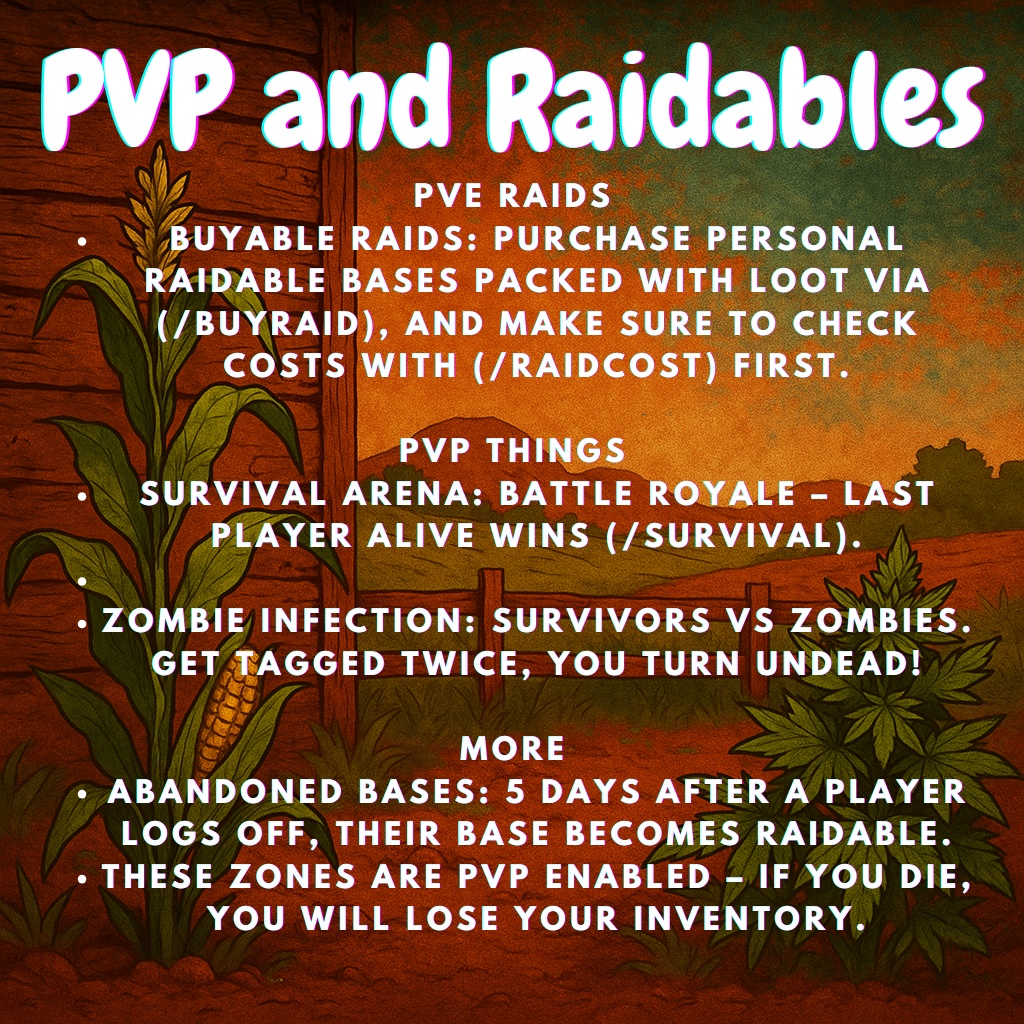 PVP and Raidables
PVE RAIDS
• BUYABLE RAIDS: PURCHASE PERSONAL
RAIDABLE BASES PACKED WITH LOOT VIA
(/BUYRAID), AND MAKE SURE TO CHECK
COSTS WITH (/RAIDCOST) FIRST.
PVP THINGS
• SURVIVAL ARENA: BATTLE ROYALE – LAST
PLAYER ALIVE WINS (/SURVIVAL).
•
• ZOMBIE INFECTION: SURVIVORS VS ZOMBIES.
GET TAGGED TWICE, YOU TURN UNDEAD!
MORE
• ABANDONED BASES: 5 DAYS AFTER A PLAYER
LOGS OFF, THEIR BASE BECOMES RAIDABLE.
• THESE ZONES ARE PVP ENABLED – IF YOU DIE,
YOU WILL LOSE YOUR INVENTORY.